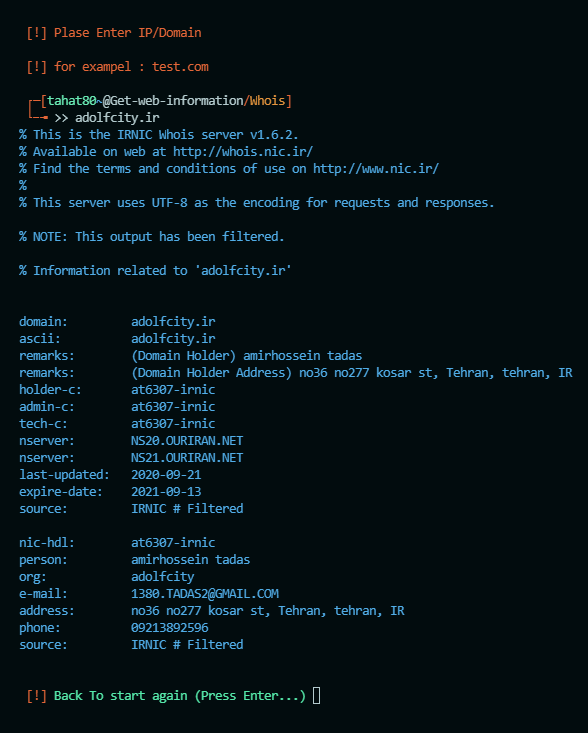 [!] Plase Enter IP/Domain
[!] for exampel : test.com
[tahat80~@Get-web-information/Whois]
>> adolfcity.ir
% This is the IRNIC Whois server v1.6.2.
% Available on web at http://whois.nic.ir/
% Find the terms and conditions of use on http://www.nic.ir/
%
% This server uses UTF-8 as the encoding for requests and responses.
% NOTE: This output has been filtered.
% Information related to 'adolfcity.ir'
domain: adolfcity.ir
ascii: adolfcity.ir
remarks: (Domain Holder) amirhossein tadas
remarks: (Domain Holder Address) no36 no277 kosar st, Tehran, tehran, IR
holder-c: at6307-irnic
admin-c: at6307-irnic
tech-c: at6307-irnic
nserver: NS20.OURIRAN.NET
nserver: NS21.OURIRAN.NET
last-updated: 2020-09-21
expire-date: 2021-09-13
source: IRNIC # Filtered
nic-hdl: at6307-irnic
person: amirhossein tadas
org: adolfcity
e-mail: 1380.TADAS2@GMAIL.COM
address: no36 no277 kosar st, Tehran, tehran, IR
phone: 09213892596
source: IRNIC # Filtered
[!] Back To start again (Press Enter...)